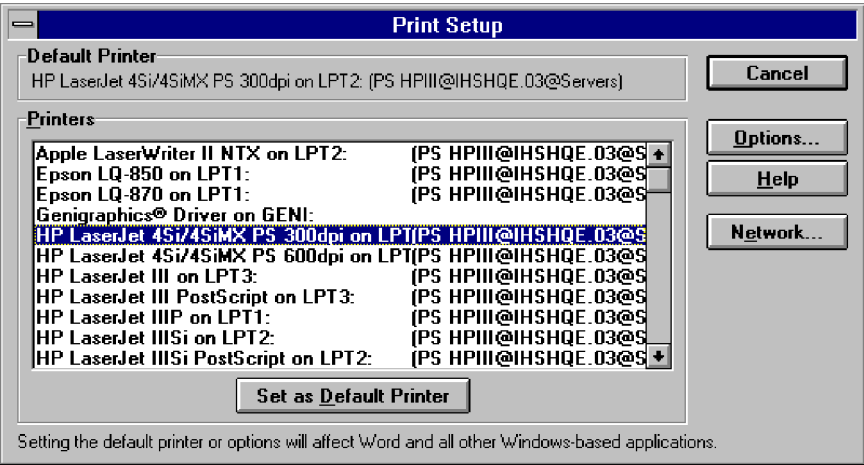 Print Setup
Default Printer
HP LaserJet 4Si/4SiMX PS 300dpi on LPT2: (PS HPIII@IHSHQE.03@Servers)
Cancel
Printers
Options...
Apple LaserWriter II NTX on LPT2: (PS HPIII@IHSHQE.03@S
Epson LQ-850 on LPT1: (PS HPIII@IHSHQE.03@S
Help
Epson LQ-870 on LPT1: (PS HPIII@IHSHQE.03@S
Genigraphics® Driver on GENI:
HP LaserJet 4Si/4SiMX PS 300dpi on LPT(PS HPIII@IHSHQE.03@S
Network...
HP LaserJet 4Si/4SiMX PS 600dpi on LPT(PS HPIII@IHSHQE.03@S
HP LaserJet III on LPT3: (PS HPIII@IHSHQE.03@S
HP LaserJet III PostScript on LPT3: (PS HPIII@IHSHQE.03@S
HP LaserJet IIIP on LPT1: (PS HPIII@IHSHQE.03@S
HP LaserJet IIISi on LPT2: (PS HPIII@IHSHQE.03@S
HP LaserJet IIISi PostScript on LPT2: (PS HPIII@IHSHQE.03@S
Set as Default Printer
Setting the default printer or options will affect Word and all other Windows-based applications.